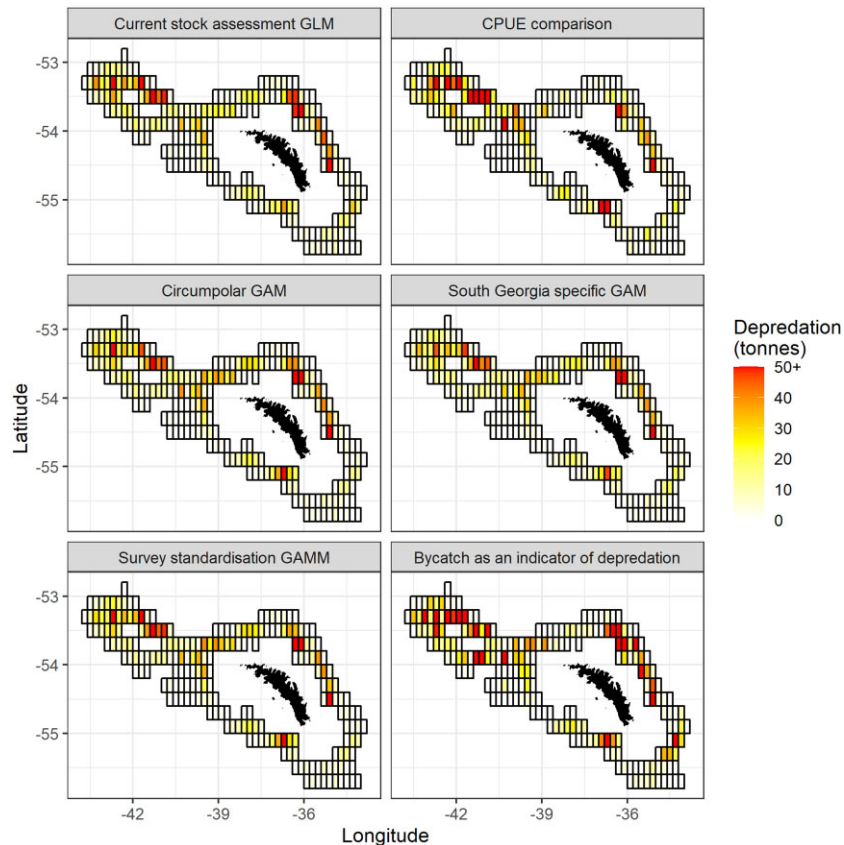 Current stock assessment GLM
CPUE comparison
-53
-54
-55
Circumpolar GAM
South Georgia specific GAM
-53
-54
-55
Survey standardisation GAMM
Bycatch as an indicator of depredation
-53
-54
-55
-42
-39
-36
-42
-39
-36
Latitude
Longitude
Depredation
(tonnes)
50+
40
30
20
10
0